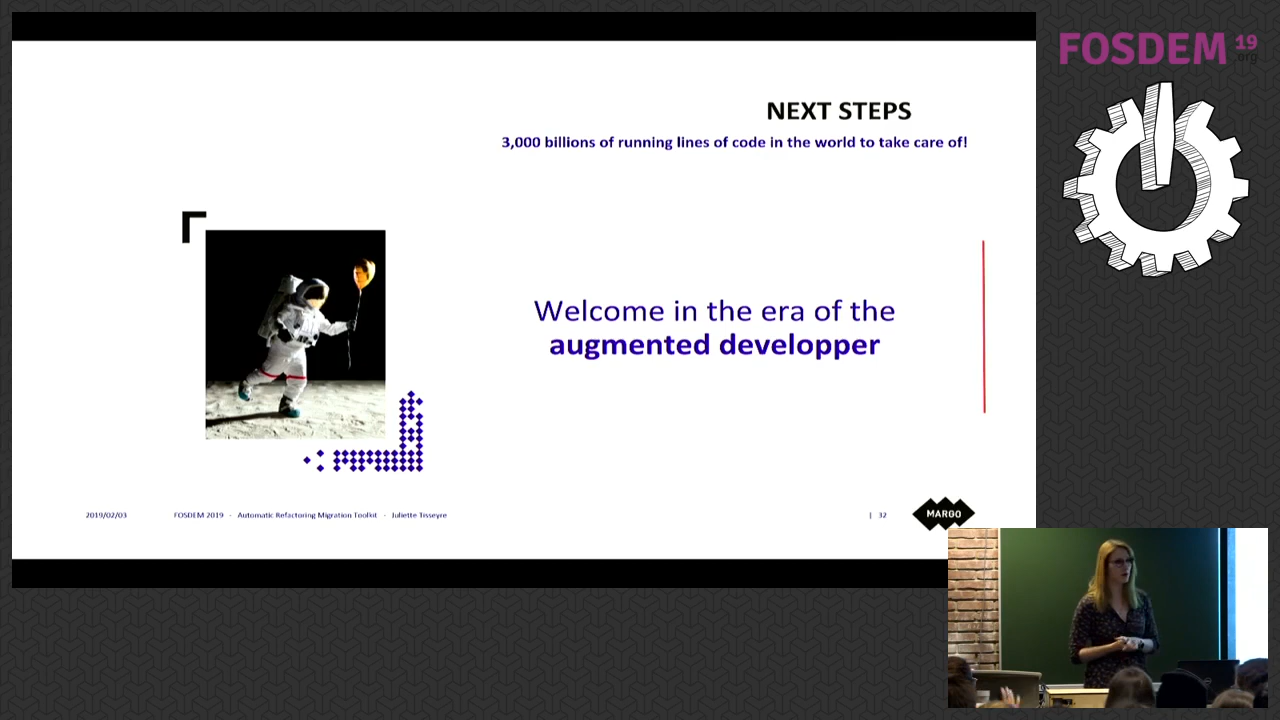 NEXT STEPS
3,000 billions of running lines of code in the world to take care of!
Welcome in the era of the
augmented developper
2019/02/03
FOSDEM 2019 - Automatic Refactoring Migration Toolkit - Juliette Tisseyre
| 32
MARGO
FOSDEM 19
.org